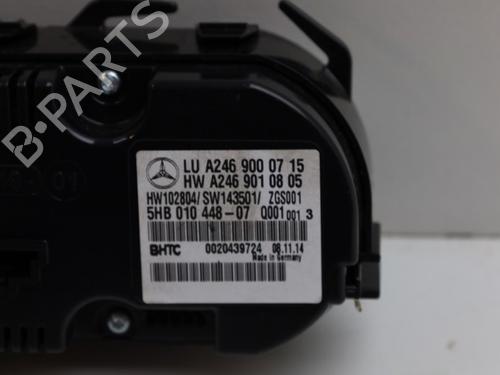 B-PARTS
LU A246 900 07 15
HW A246 901 08 05
HW102804/SW143501/ ZGS001
5HB 010 448-07 Q001 001 3
BHTC 0020439724 08.11.14
Made in Germany
01